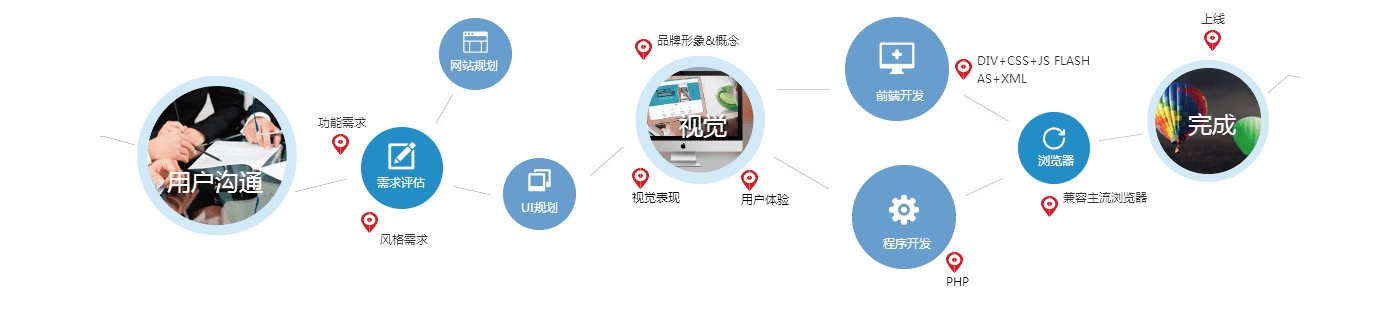 用户沟通
功能需求
需求评估
风格需求
网站规划
UI规划
品牌形象&概念
视觉
视觉表现
用户体验
前端开发
DIV+CSS+JS FLASH
AS+XML
程序开发
PHP
浏览器
兼容主流浏览器
上线
完成